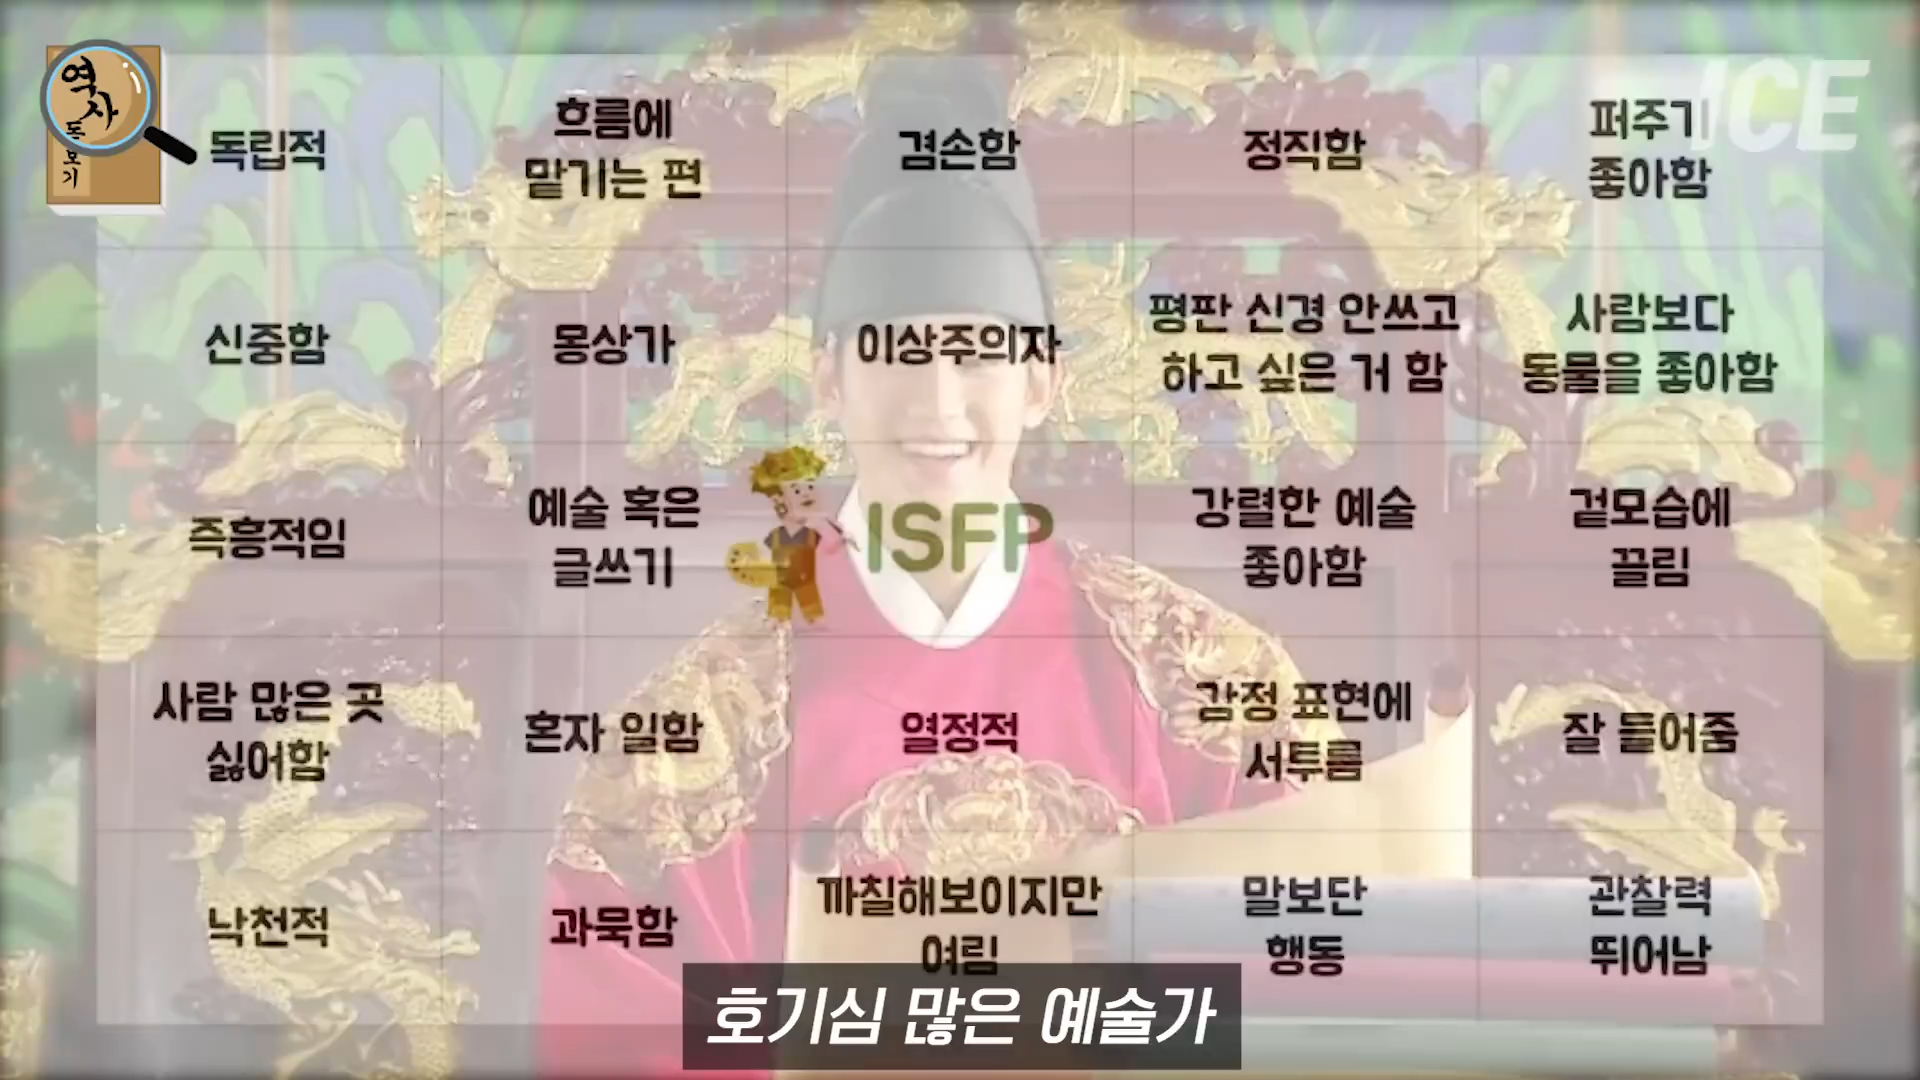 역사
돋보기
ICE
독립적
흐름에
맡기는 편
겸손함
정직함
퍼주기
좋아함
신중함
몽상가
이상주의자
평판 신경 안쓰고
하고 싶은 거 함
사람보다
동물을 좋아함
즉흥적임
예술 혹은
글쓰기
ISFP
강렬한 예술
좋아함
겉모습에
끌림
사람 많은 곳
싫어함
혼자 일함
열정적
감정 표현에
서투룸
잘 들어줌
낙천적
과묵함
까칠해보이지만
여림
말보단
행동
관찰력
뛰어남
호기심 많은 예술가